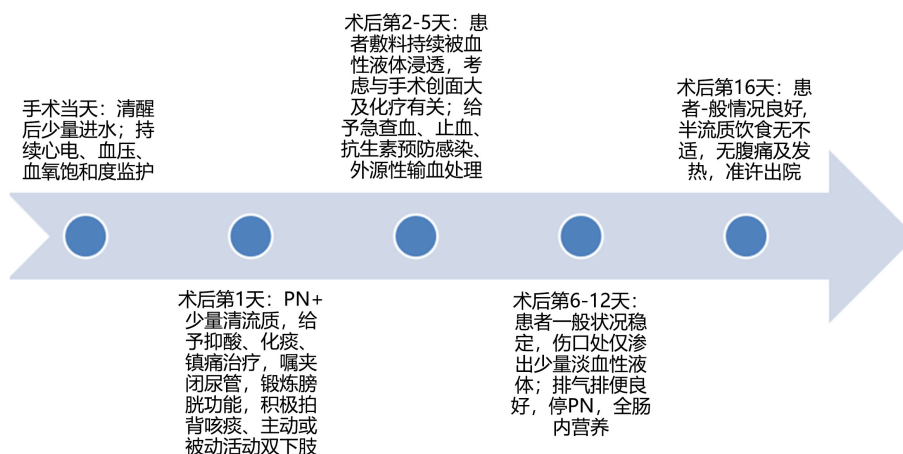 手术当天：清醒
后少量进水；持
续心电、血压、
血氧饱和度监护
术后第1天：PN+
少量清流质，给
予抑酸、化痰、
镇痛治疗，嘱夹
闭尿管，锻炼膀
胱功能，积极拍
背咳痰、主动或
被动活动双下肢
术后第2-5天：患
者敷料持续被血
性液体浸透，考
虑与手术创面大
及化疗有关；给
予急查血、止血、
抗生素预防感染、
外源性输血处理
术后第6-12天：
患者一般状况稳
定，伤口处仅渗
出少量淡血性液
体；排气排便良
好，停PN，全肠
内营养
术后第16天：患
者-般情况良好，
半流质饮食无不
适，无腹痛及发
热，准许出院